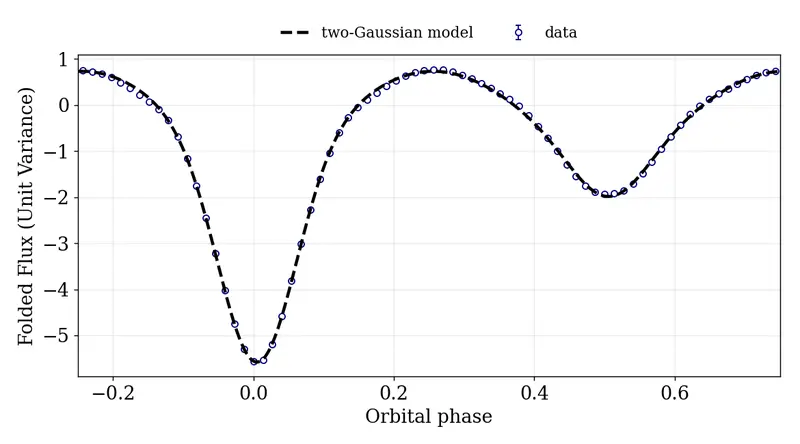 two-Gaussian model data
Folded Flux (Unit Variance)
1
0
−1
−2
−3
−4
−5
−0.2 0.0 0.2 0.4 0.6
Orbital phase